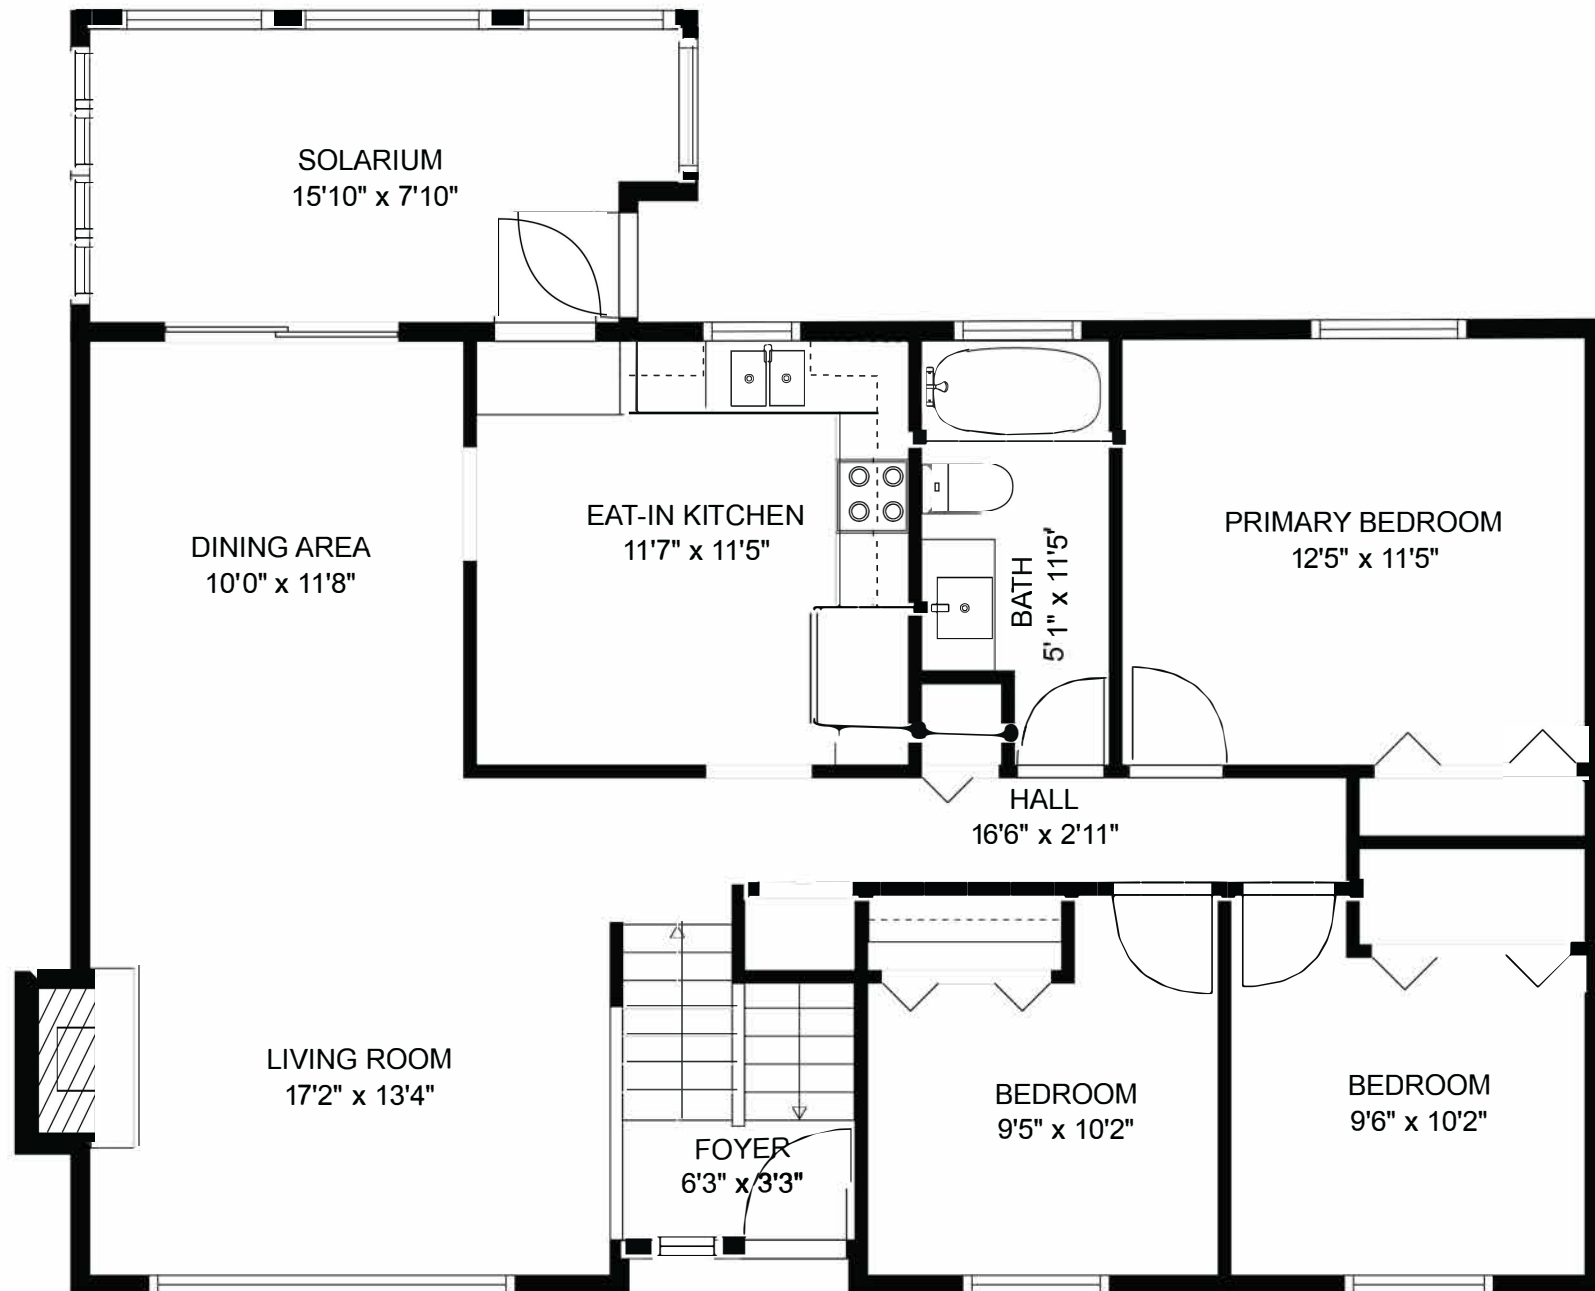 SOLARIUM
15'10" x 7'10"
EAT-IN KITCHEN
11'7" x 11'5"
DINING AREA
10'0" x 11'8"
BATH
5'1" x 11'5"
PRIMARY BEDROOM
12'5" x 11'5"
HALL
16'6" x 2'11"
LIVING ROOM
17'2" x 13'4"
FOYER
6'3" x 3'3"
BEDROOM
9'5" x 10'2"
BEDROOM
9'6" x 10'2"